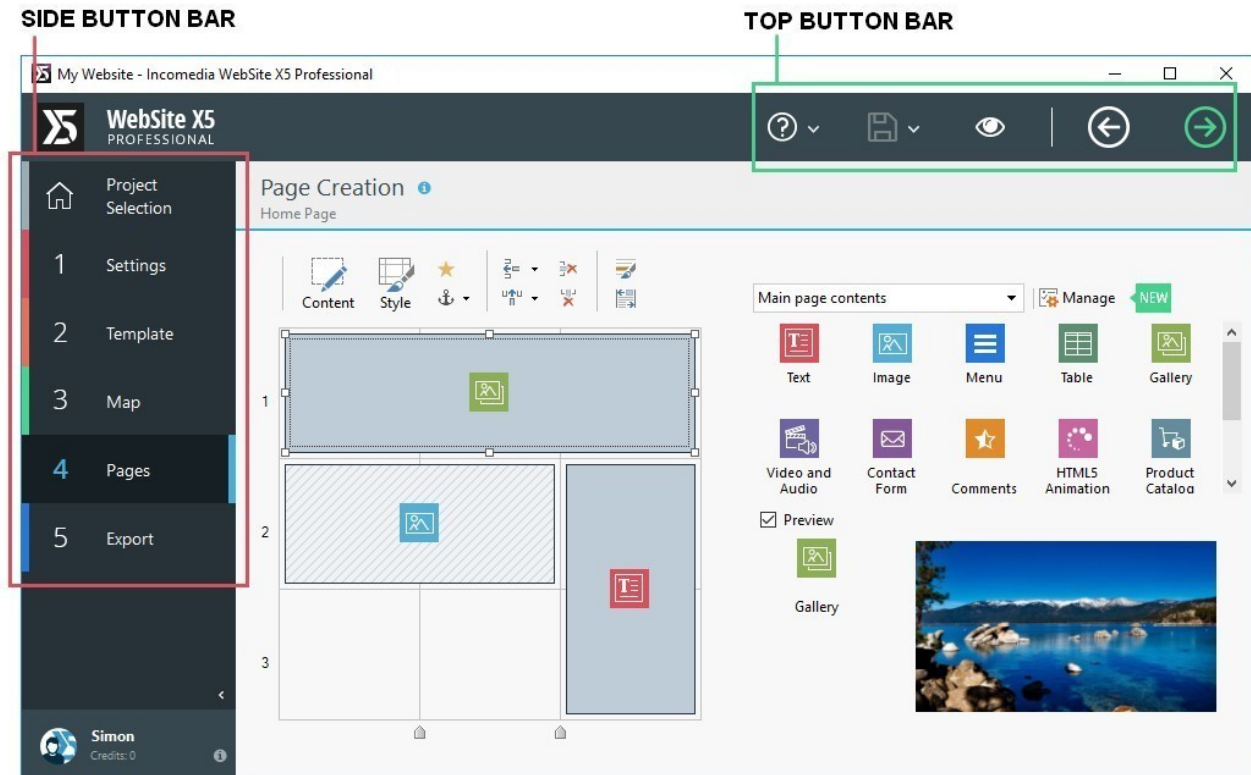 SIDE BUTTON BAR
TOP BUTTON BAR
My Website - Incomedia WebSite X5 Professional
WebSite X5
PROFESSIONAL
Project
Selection
1 Settings
2 Template
3 Map
4 Pages
5 Export
Simon
Credits: 0
Page Creation
Home Page
Content
Style
1
2
3
Main page contents
Manage
NEW
Text
Image
Menu
Table
Gallery
Video and
Audio
Contact
Form
Comments
HTML5
Animation
Product
Catalog
Preview
Gallery